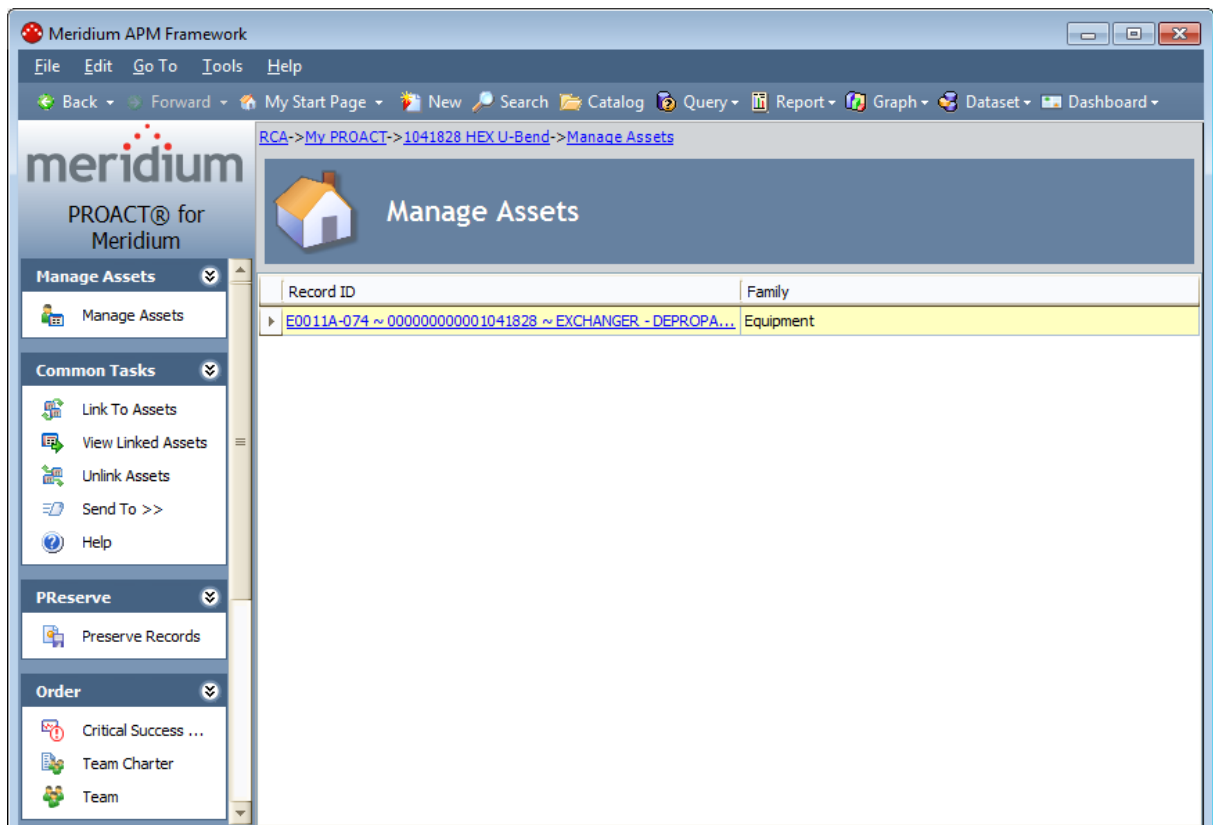 Meridium APM Framework
File Edit Go To Tools Help
Back Forward My Start Page New Search Catalog Query Report Graph Dataset Dashboard
meridium
PROACT® for
Meridium
RCA->My PROACT->1041828 HEX U-Bend->Manage Assets
Manage Assets
Manage Assets
Manage Assets
Common Tasks
Link To Assets
View Linked Assets
Unlink Assets
Send To >>
Help
PReserve
Preserve Records
Order
Critical Success ...
Team Charter
Team
Record ID Family
E0011A-074 ~ 000000000001041828 ~ EXCHANGER - DEPROPA... Equipment